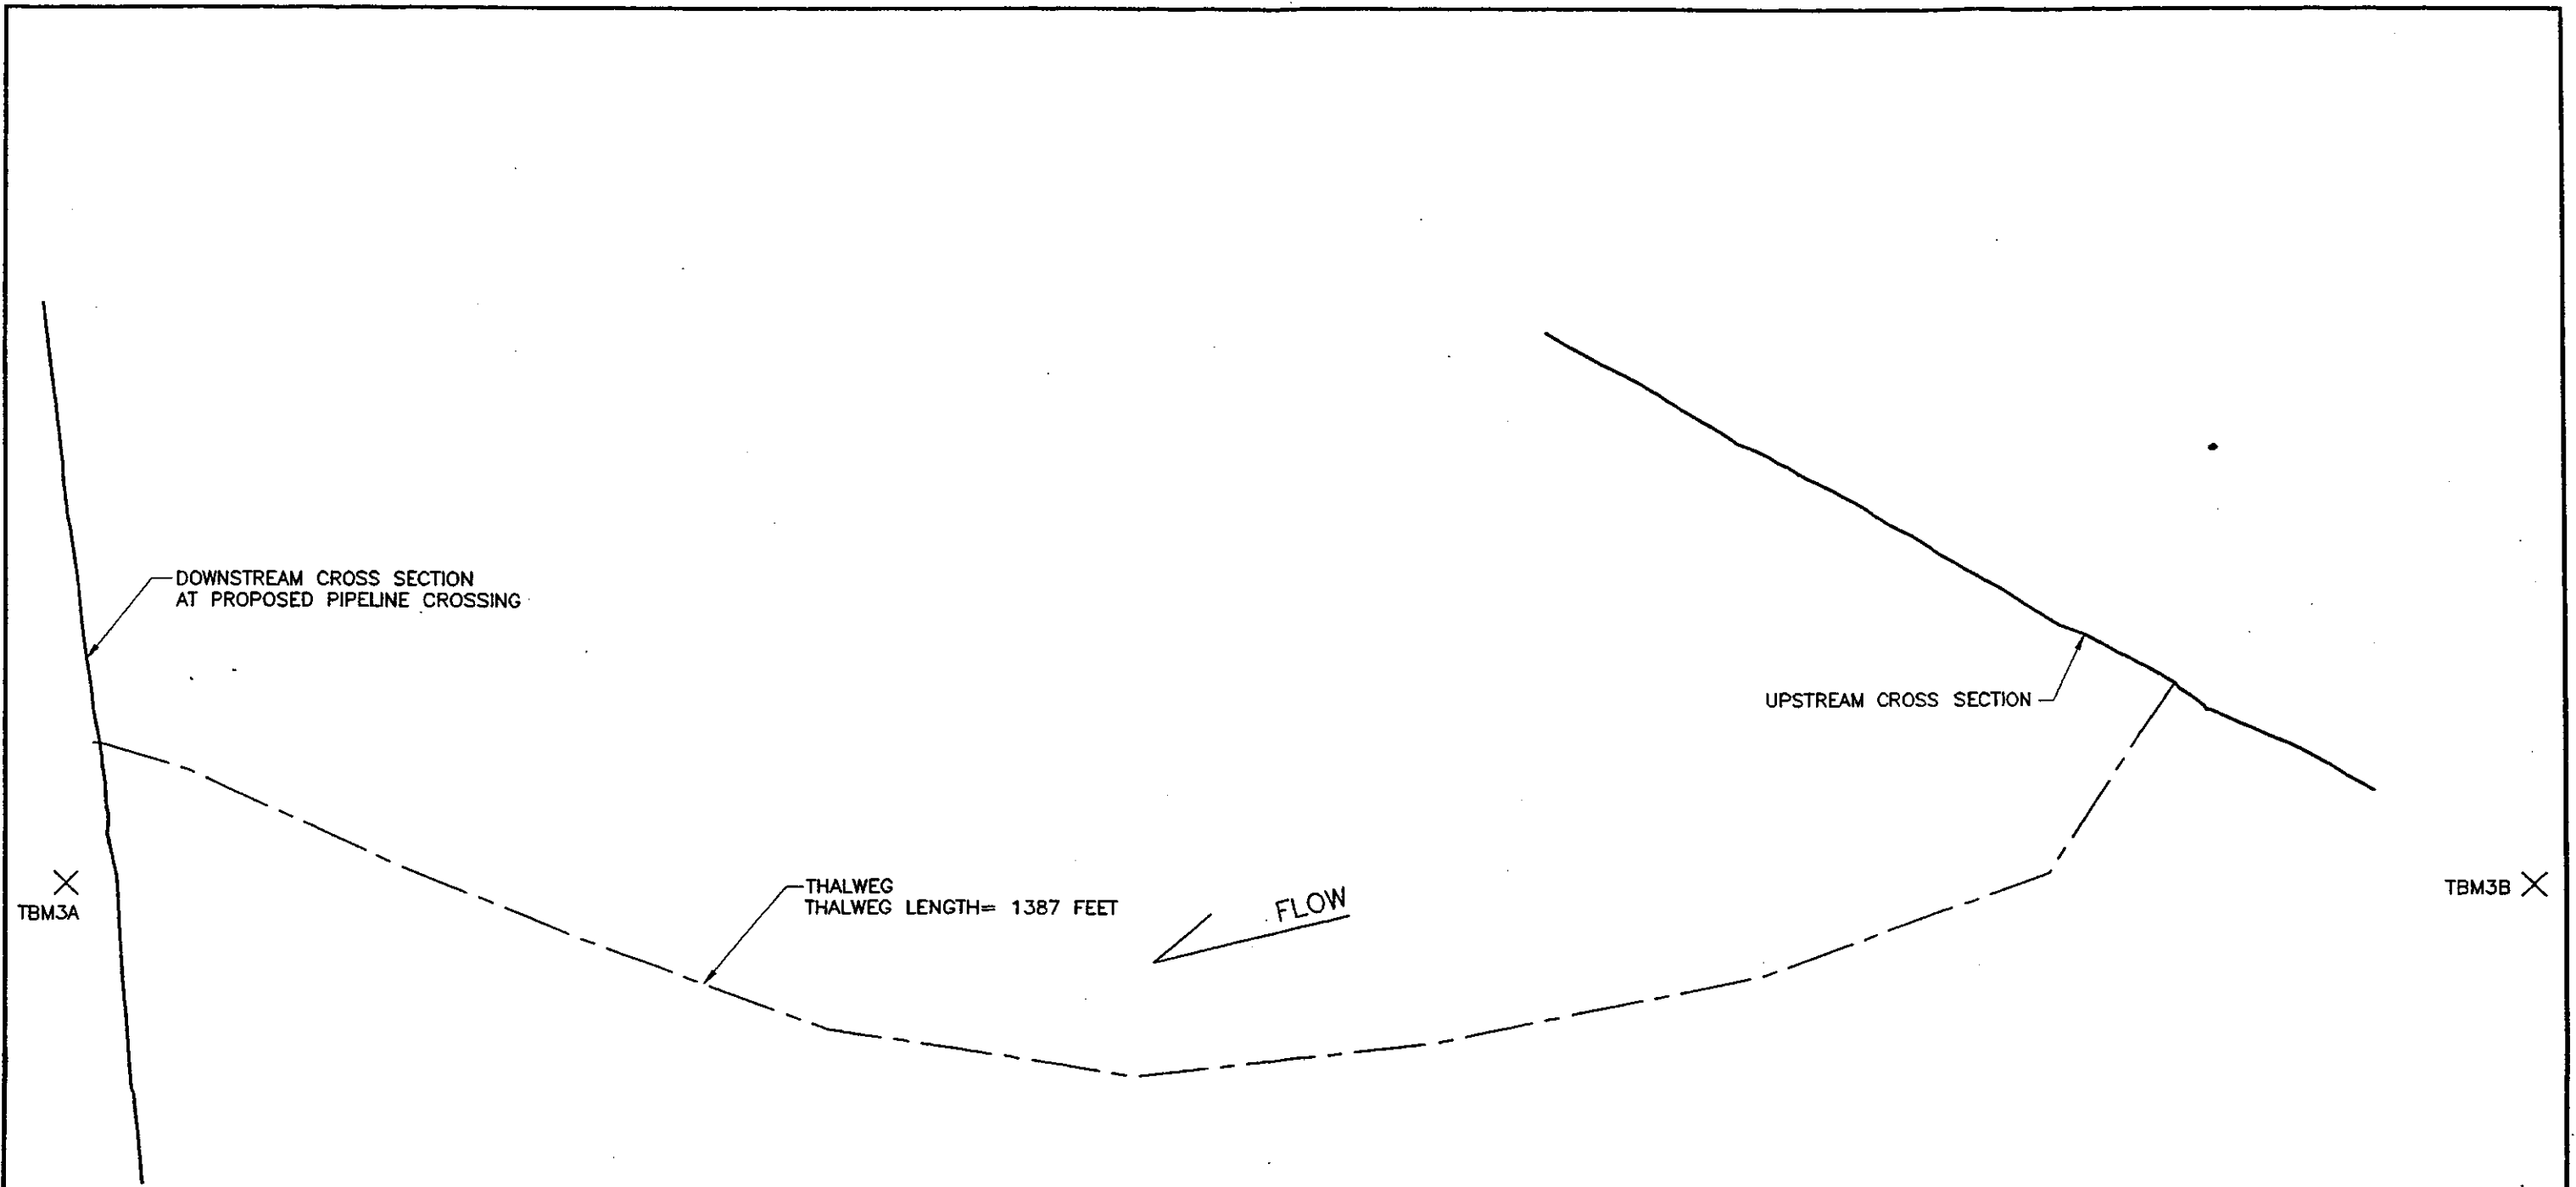 DOWNSTREAM CROSS SECTION
AT PROPOSED PIPELINE CROSSING
UPSTREAM CROSS SECTION
TBM3A
THALWEG
THALWEG LENGTH= 1387 FEET
FLOW
TBM3B